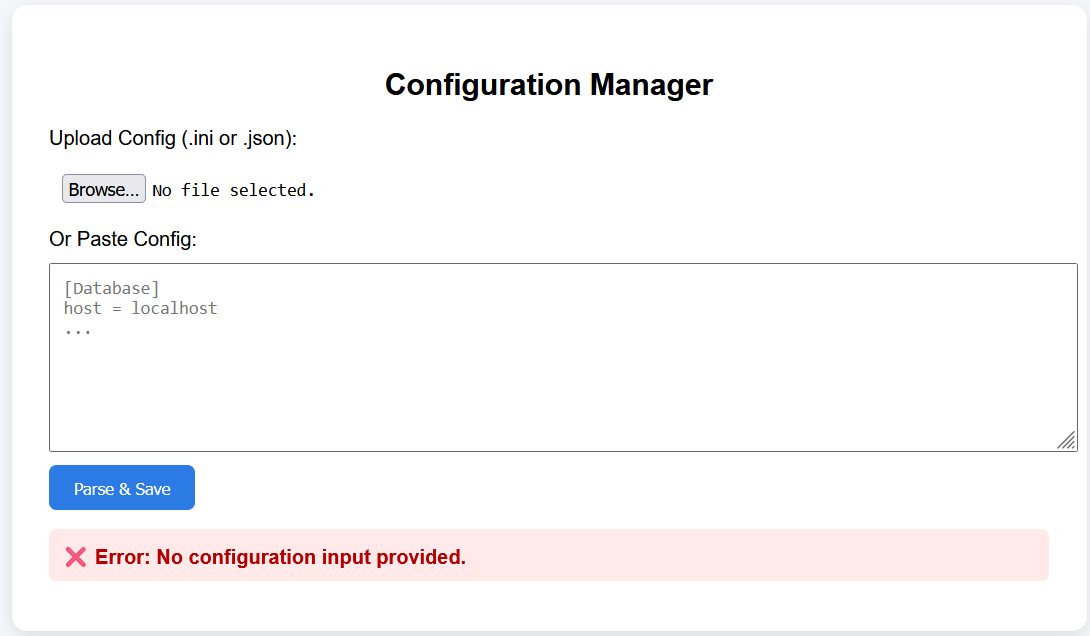 Configuration Manager
Upload Config (.ini or .json):
Browse... No file selected.
Or Paste Config:
[Database]
host = localhost
...
Parse & Save
❌ Error: No configuration input provided.